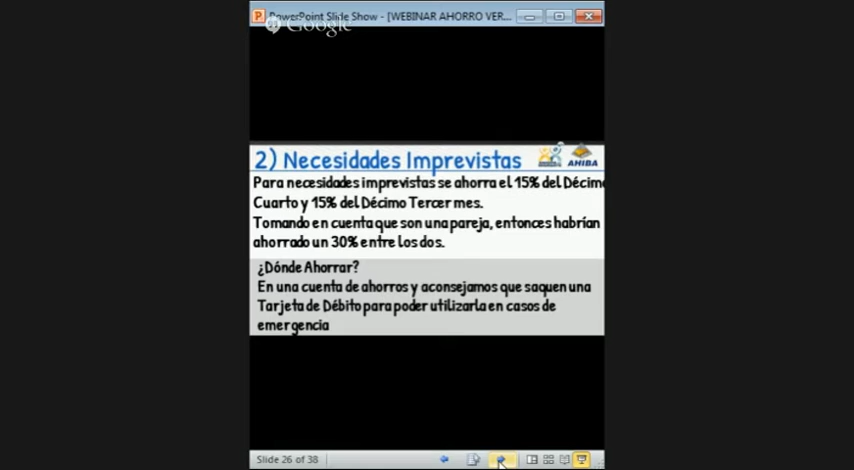 PowerPoint Slide Show - [WEBINAR AHORRO VER...
Google
2) Necesidades Imprevistas
AHIBA
Para necesidades imprevistas se ahorra el 15% del Décimo
Cuarto y 15% del Décimo Tercer mes.
Tomando en cuenta que son una pareja, entonces habrían
ahorrado un 30% entre los dos.
¿Dónde Ahorrar?
En una cuenta de ahorros y aconsejamos que saquen una
Tarjeta de Débito para poder utilizarla en casos de
emergencia
Slide 26 of 38